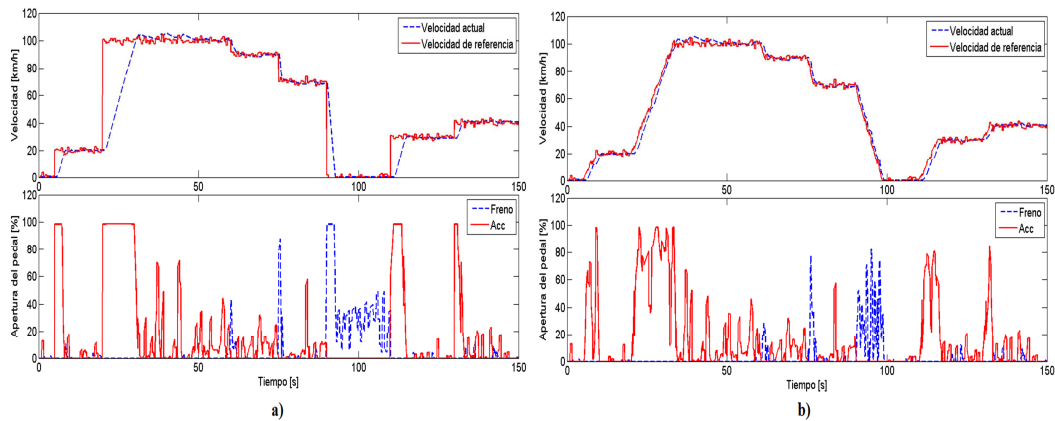 Velocidad [km/h]
120
100
80
60
40
20
0
0
50
100
150
Velocidad actual
Velocidad de referencia
Apertura del pedal [%]
120
100
80
60
40
20
0
0
50
100
150
Freno
Acc
Tiempo [s]
a)
Velocidad [km/h]
120
100
80
60
40
20
0
0
50
100
150
Velocidad actual
Velocidad de referencia
Apertura del pedal [%]
120
100
80
60
40
20
0
0
50
100
150
Freno
Acc
Tiempo [s]
b)